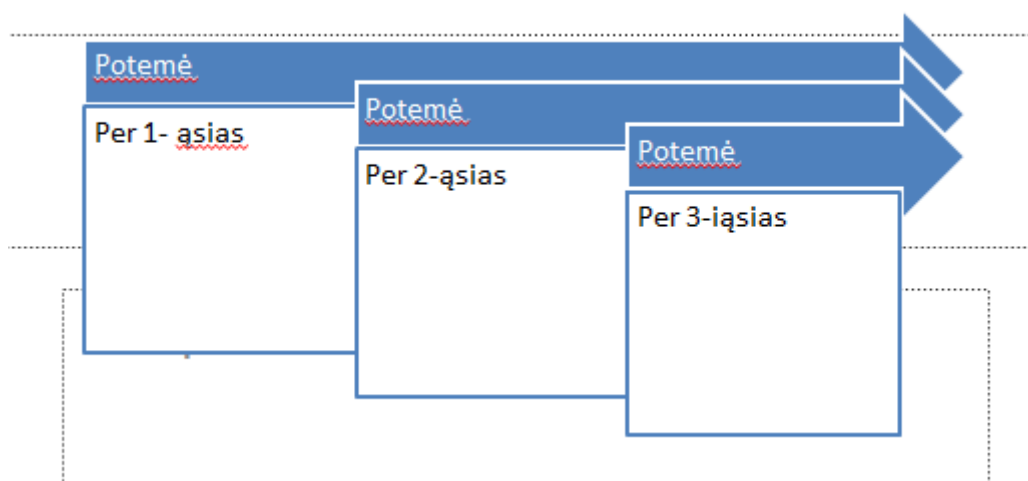 Potemė
Per 1- ąsias
Potemė
Per 2-ąsias
Potemė
Per 3-iąsias